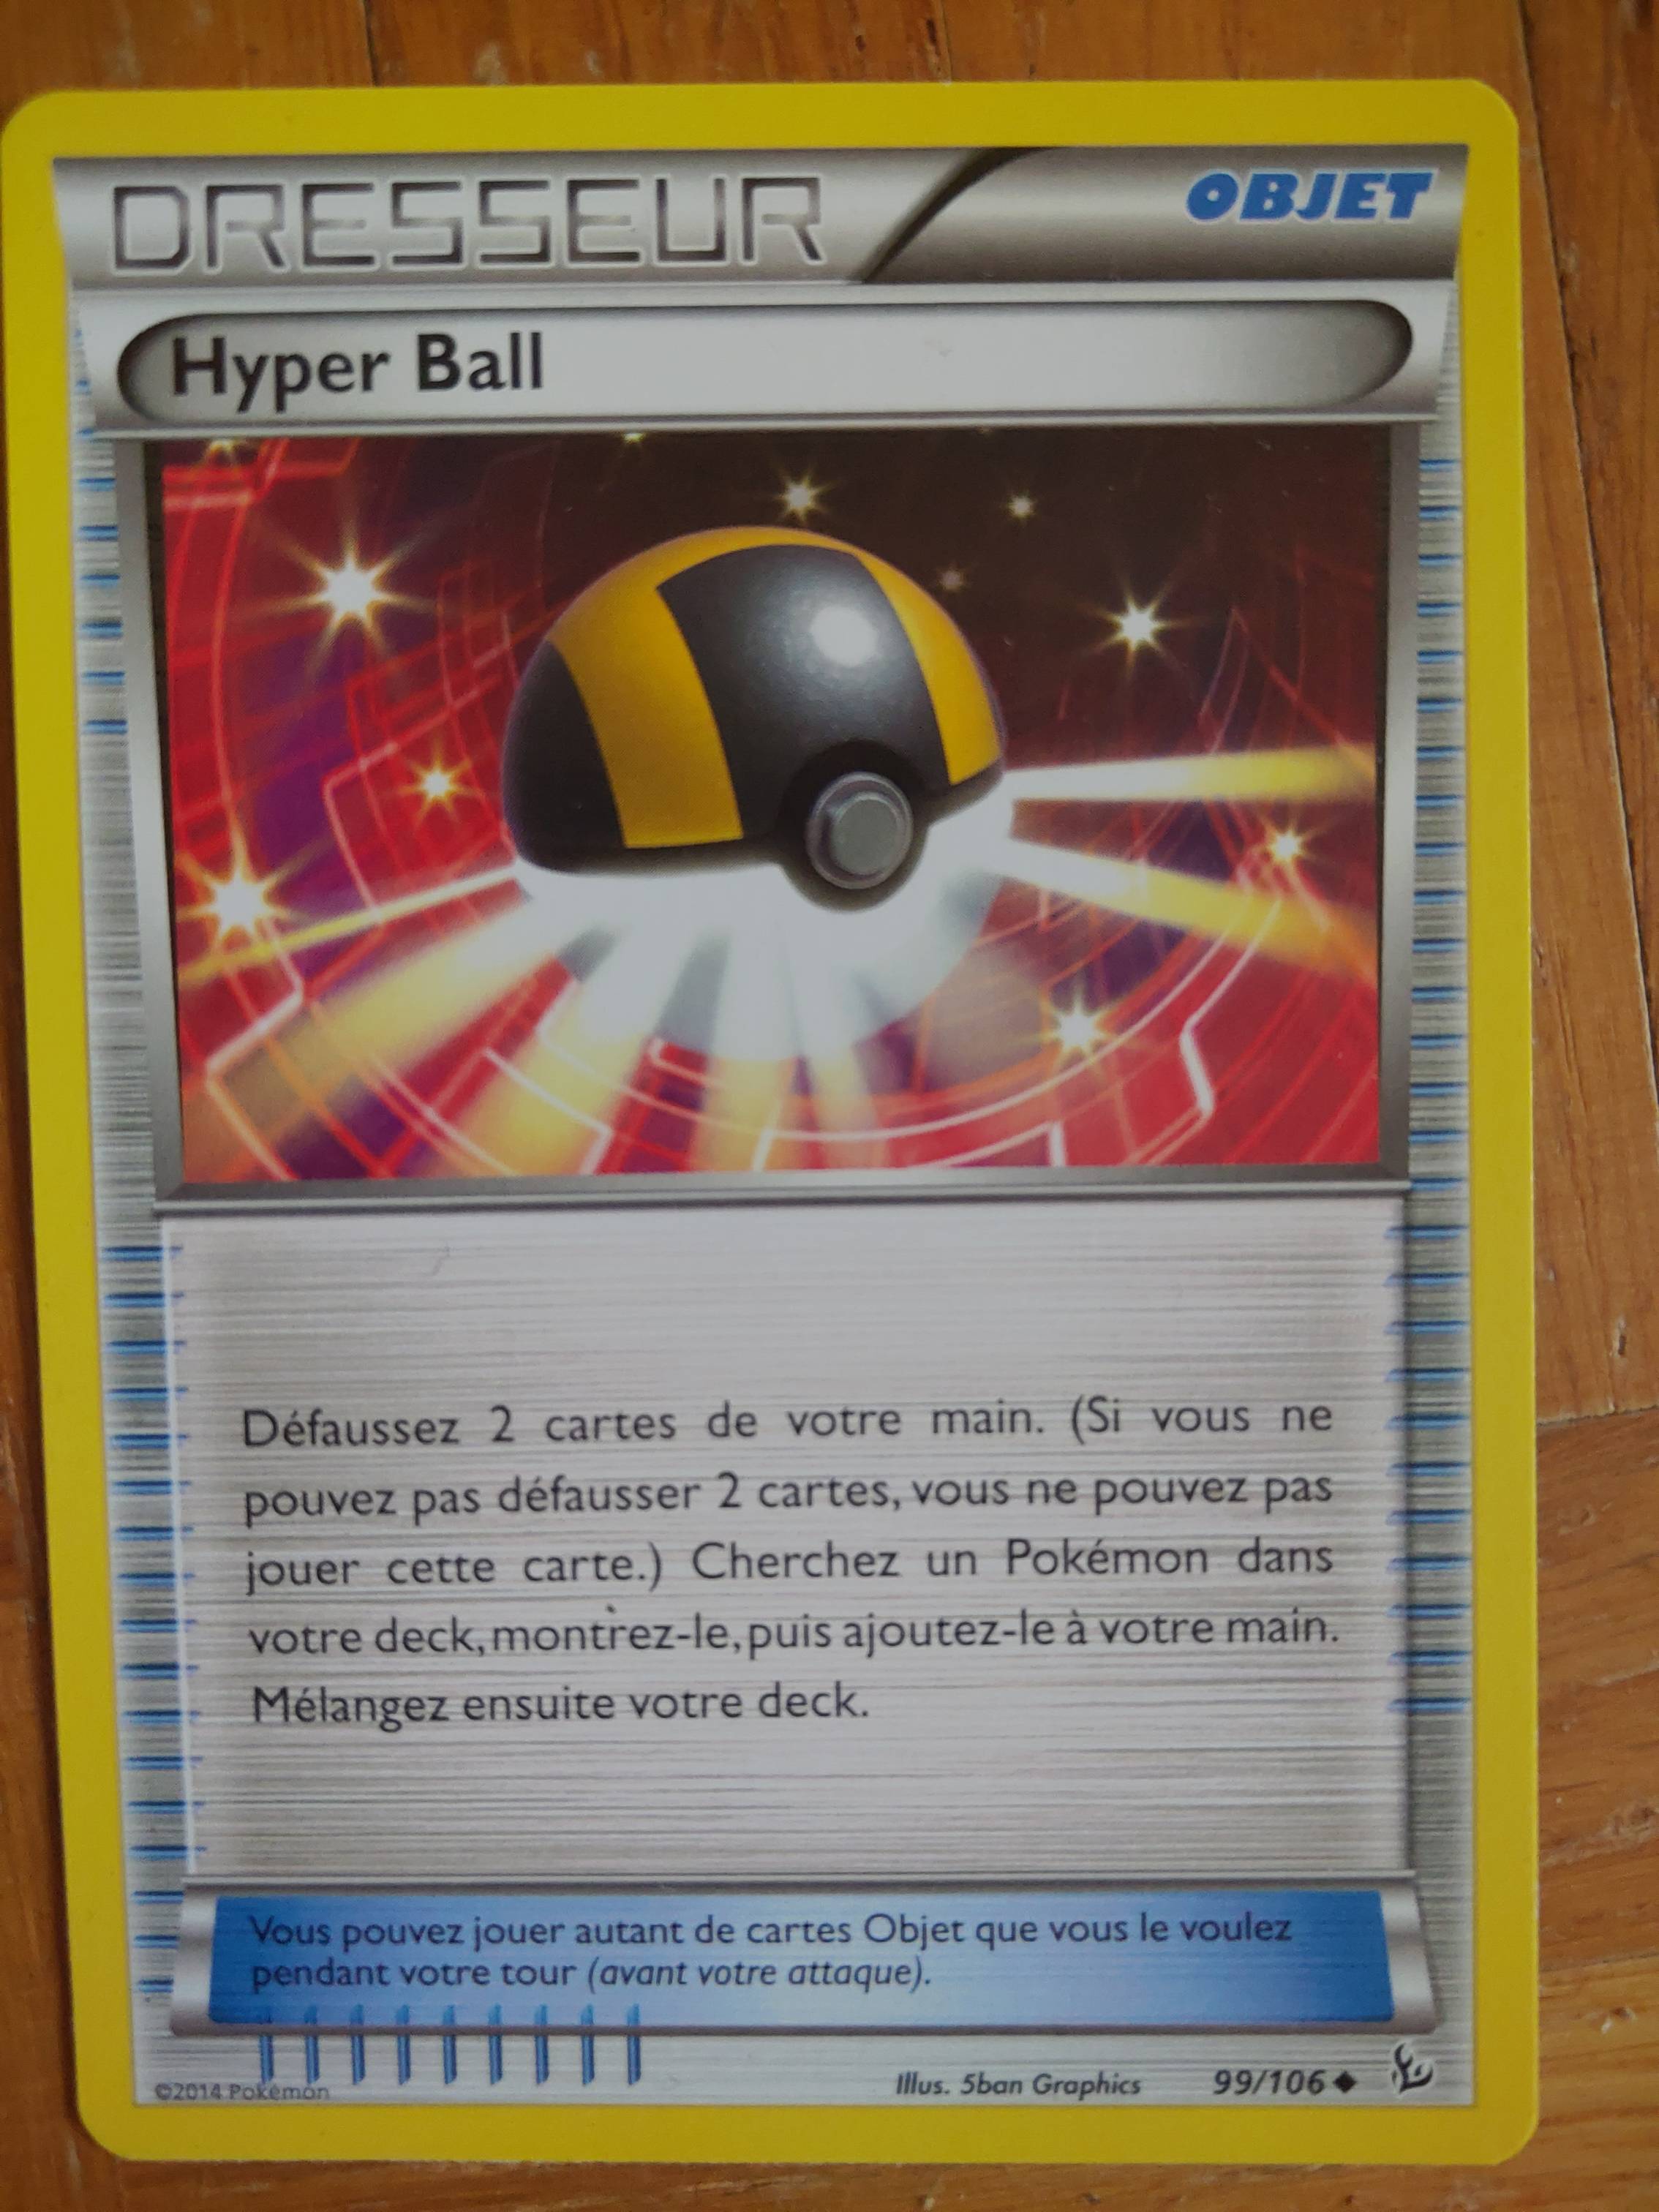 DRESSEUR
OBJET
Hyper Ball
Défaussez 2 cartes de votre main. (Si vous ne
pouvez pas défausser 2 cartes, vous ne pouvez pas
jouer cette carte.) Cherchez un Pokémon dans
votre deck, montrez-le, puis ajoutez-le à votre main.
Mélangez ensuite votre deck.
Vous pouvez jouer autant de cartes Objet que vous le voulez
pendant votre tour (avant votre attaque).
©2014 Pokémon
Illus. 5ban Graphics
99/106